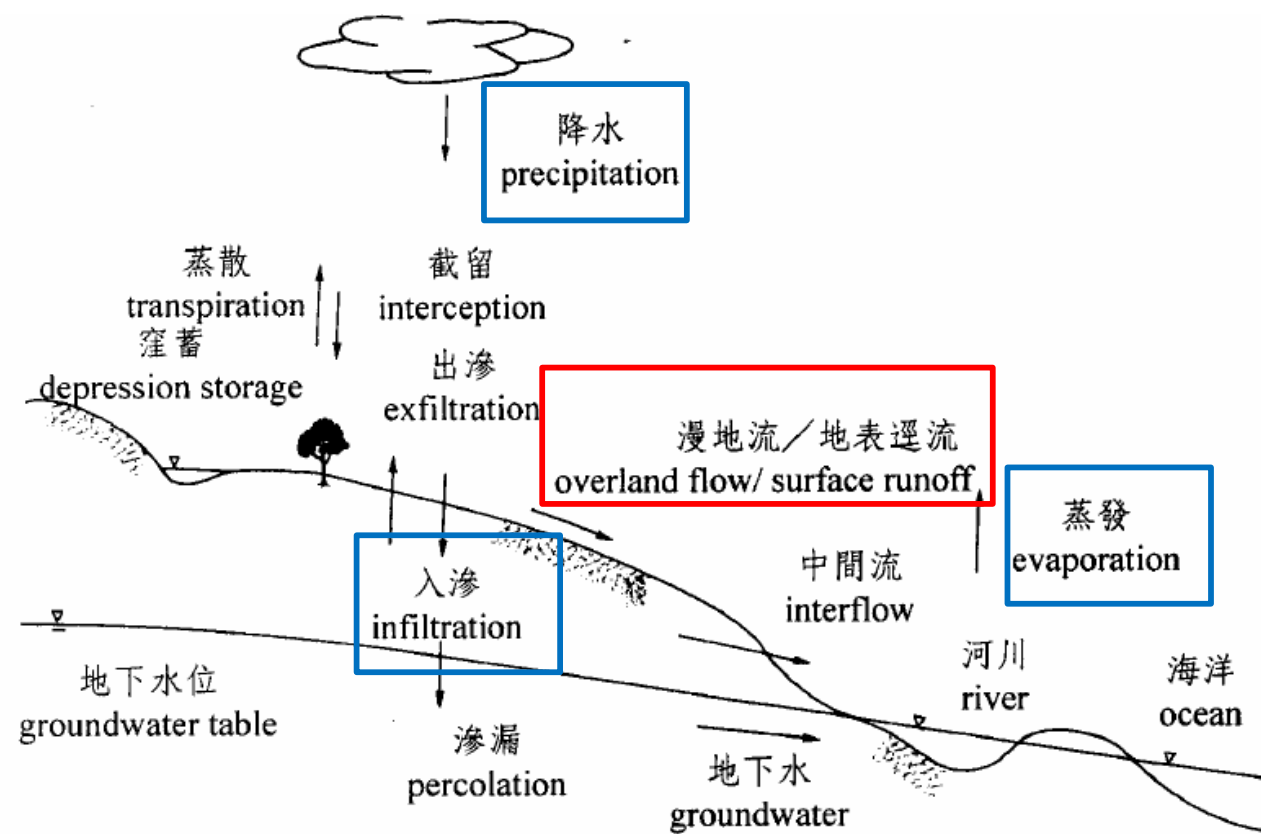 降水
precipitation
蒸散
transpiration
截留
interception
窪蓄
depression storage
出滲
exfiltration
漫地流／地表逕流
overland flow/ surface runoff
蒸發
evaporation
入滲
infiltration
中間流
interflow
地下水位
groundwater table
河川
river
海洋
ocean
滲漏
percolation
地下水
groundwater